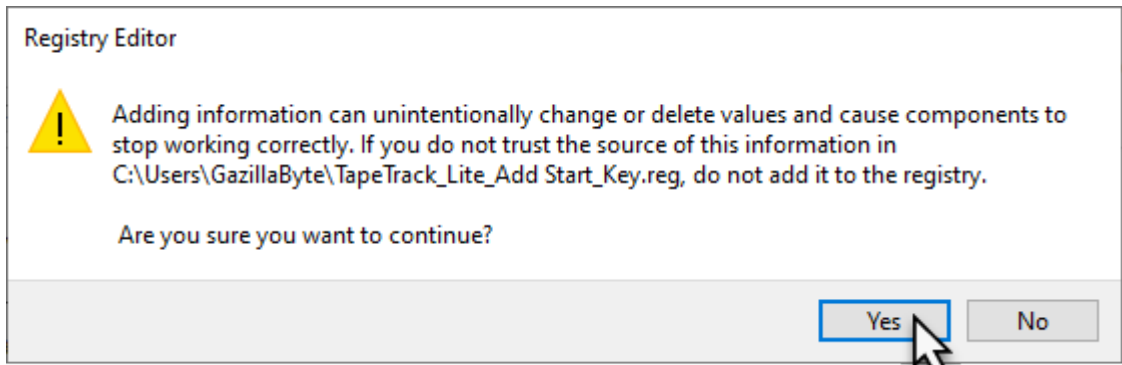 Registry Editor
Adding information can unintentionally change or delete values and cause components to
stop working correctly. If you do not trust the source of this information in
C:\Users\GazillaByte\TapeTrack_Lite_Add Start_Key.reg, do not add it to the registry.
Are you sure you want to continue?
Yes
No